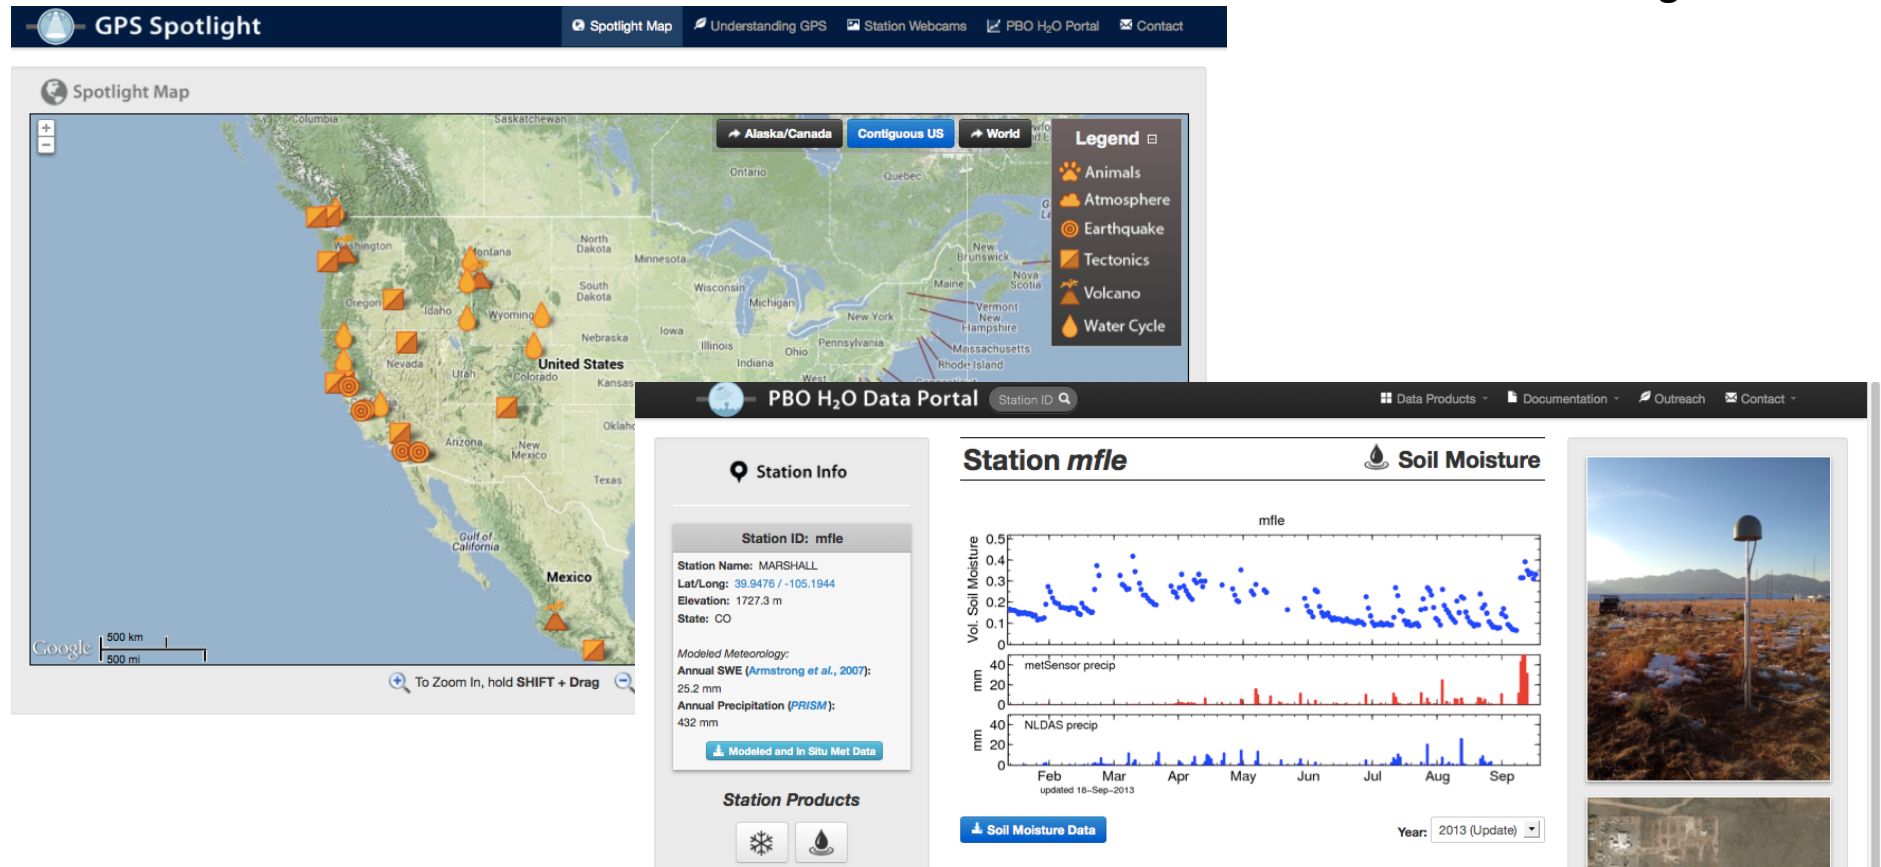 g
GPS Spotlight
Spotlight Map
Understanding GPS
Station Webcams
PBO H₂O Portal
Contact
Spotlight Map
+
−
Columbia
Saskatchewan
Alaska/Canada
Contiguous US
World
Legend
Animals
Atmosphere
Earthquake
Tectonics
Volcano
Water Cycle
Ontario
Quebec
Washington
Montana
North
Dakota
Minnesota
New
Brunswick
Nova
Scotia
Maine
Oregon
Idaho
South
Dakota
Wisconsin
Michigan
Vermont
New
Hampshire
Wyoming
New York
Nebraska
Iowa
Illinois
Ohio
Pennsylvania
Massachusetts
Indiana
Rhode Island
Nevada
Utah
United States
Colorado
Kansas
West
Arizona
New
Mexico
Texas
Gulf of
California
Mexico
Google
500 km
500 mi
To Zoom In, hold SHIFT + Drag
PBO H₂O Data Portal
Station ID
Data Products
Documentation
Outreach
Contact
Station Info
Station ID: mfle
Station Name: MARSHALL
Lat/Long: 39.9476 / -105.1944
Elevation: 1727.3 m
State: CO
Modeled Meteorology:
Annual SWE (Armstrong et al., 2007):
25.2 mm
Annual Precipitation (PRISM):
432 mm
Modeled and In Situ Met Data
Station Products
Station mfle
Soil Moisture
mfle
Vol. Soil Moisture
0.5
0.4
0.3
0.2
0.1
0
metSensor precip
mm
40
20
0
NLDAS precip
mm
40
20
0
Feb Mar Apr May Jun Jul Aug Sep
updated 18-Sep-2013
Soil Moisture Data
Year: 2013 (Update)